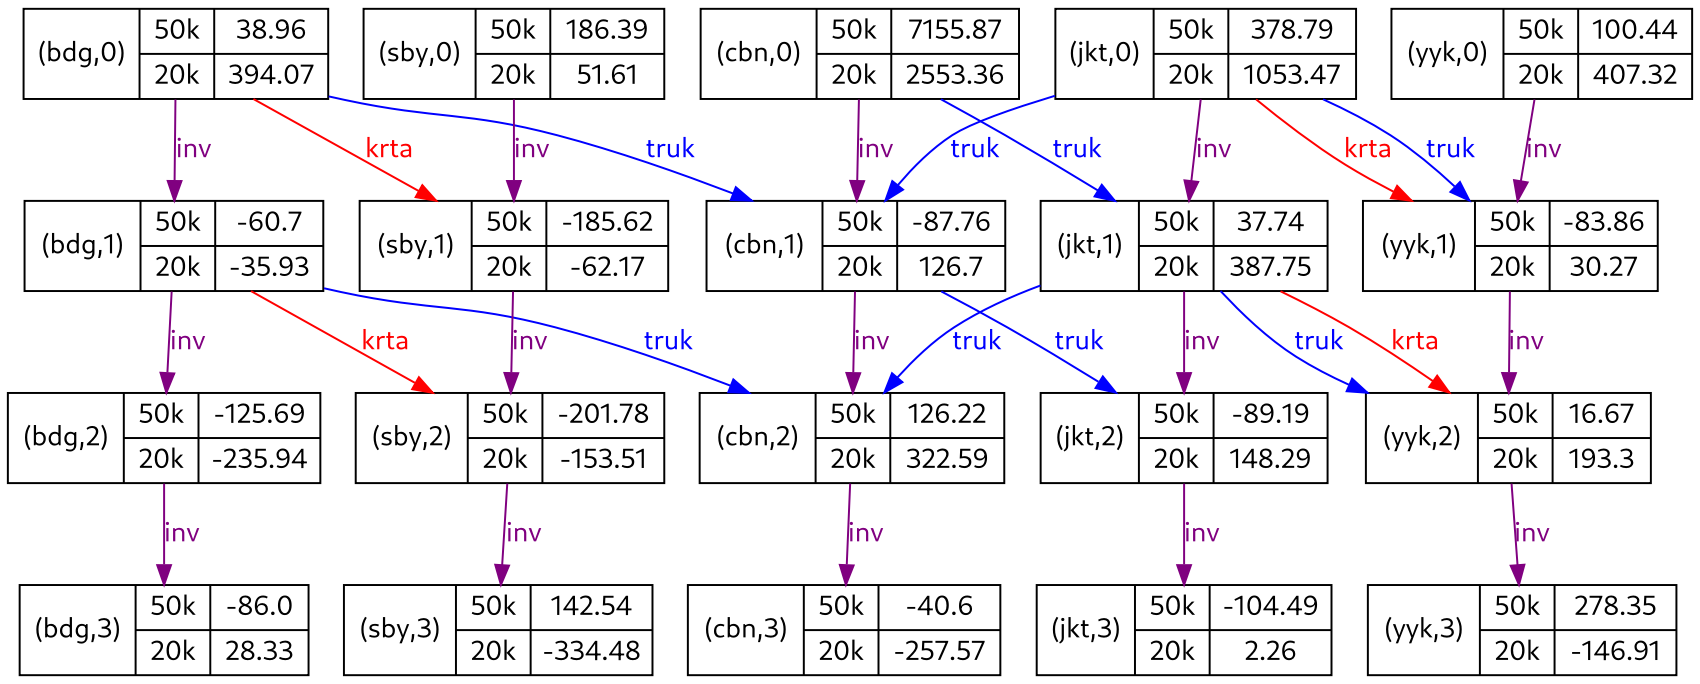 (bdg,0) 50k 38.96 20k 394.07
(sby,0) 50k 186.39 20k 51.61
(cbn,0) 50k 7155.87 20k 2553.36
(jkt,0) 50k 378.79 20k 1053.47
(yyk,0) 50k 100.44 20k 407.32
inv krta inv truk inv truk truk inv krta truk inv
(bdg,1) 50k -60.7 20k -35.93
(sby,1) 50k -185.62 20k -62.17
(cbn,1) 50k -87.76 20k 126.7
(jkt,1) 50k 37.74 20k 387.75
(yyk,1) 50k -83.86 20k 30.27
inv krta inv truk inv truk truk inv truk krta inv
(bdg,2) 50k -125.69 20k -235.94
(sby,2) 50k -201.78 20k -153.51
(cbn,2) 50k 126.22 20k 322.59
(jkt,2) 50k -89.19 20k 148.29
(yyk,2) 50k 16.67 20k 193.3
inv inv inv inv inv
(bdg,3) 50k -86.0 20k 28.33
(sby,3) 50k 142.54 20k -334.48
(cbn,3) 50k -40.6 20k -257.57
(jkt,3) 50k -104.49 20k 2.26
(yyk,3) 50k 278.35 20k -146.91